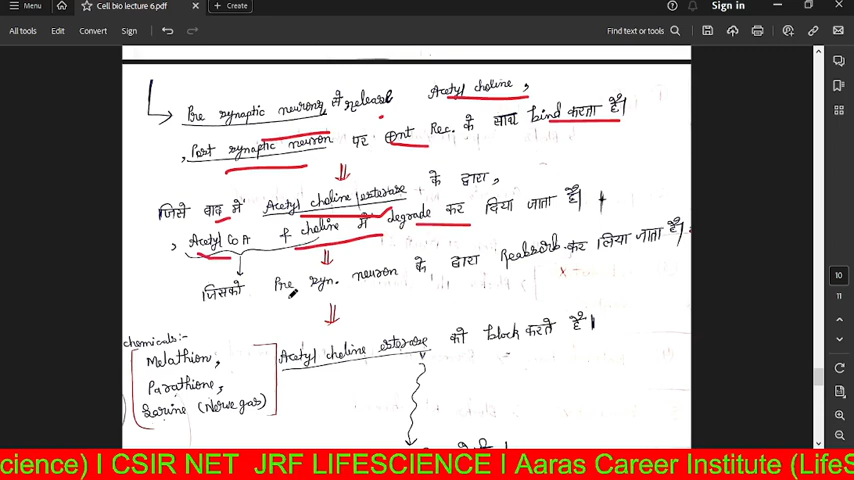 Menu
Cell bio lecture 6.pdf
Create
Sign in
All tools
Edit
Convert
Sign
Find text or tools
Pre synaptic neurons से release Acetyl choline,
, Post synaptic neuron पर Rec. के साथ bind करता है।
जिसे बाद में Acetyl choline esterase के द्वारा,
, Acetyl CoA + choline में degrade कर दिया जाता है।
जिसको Pre syn. neuron के द्वारा Reabsorb कर लिया जाता है।
chemicals:-
Melathion,
Parathione,
Sarine (Nerve gas)
Acetyl choline esterase को block करते हैं।
10
11
cience) I CSIR NET JRF LIFESCIENCE I Aaras Career Institute (LifeS